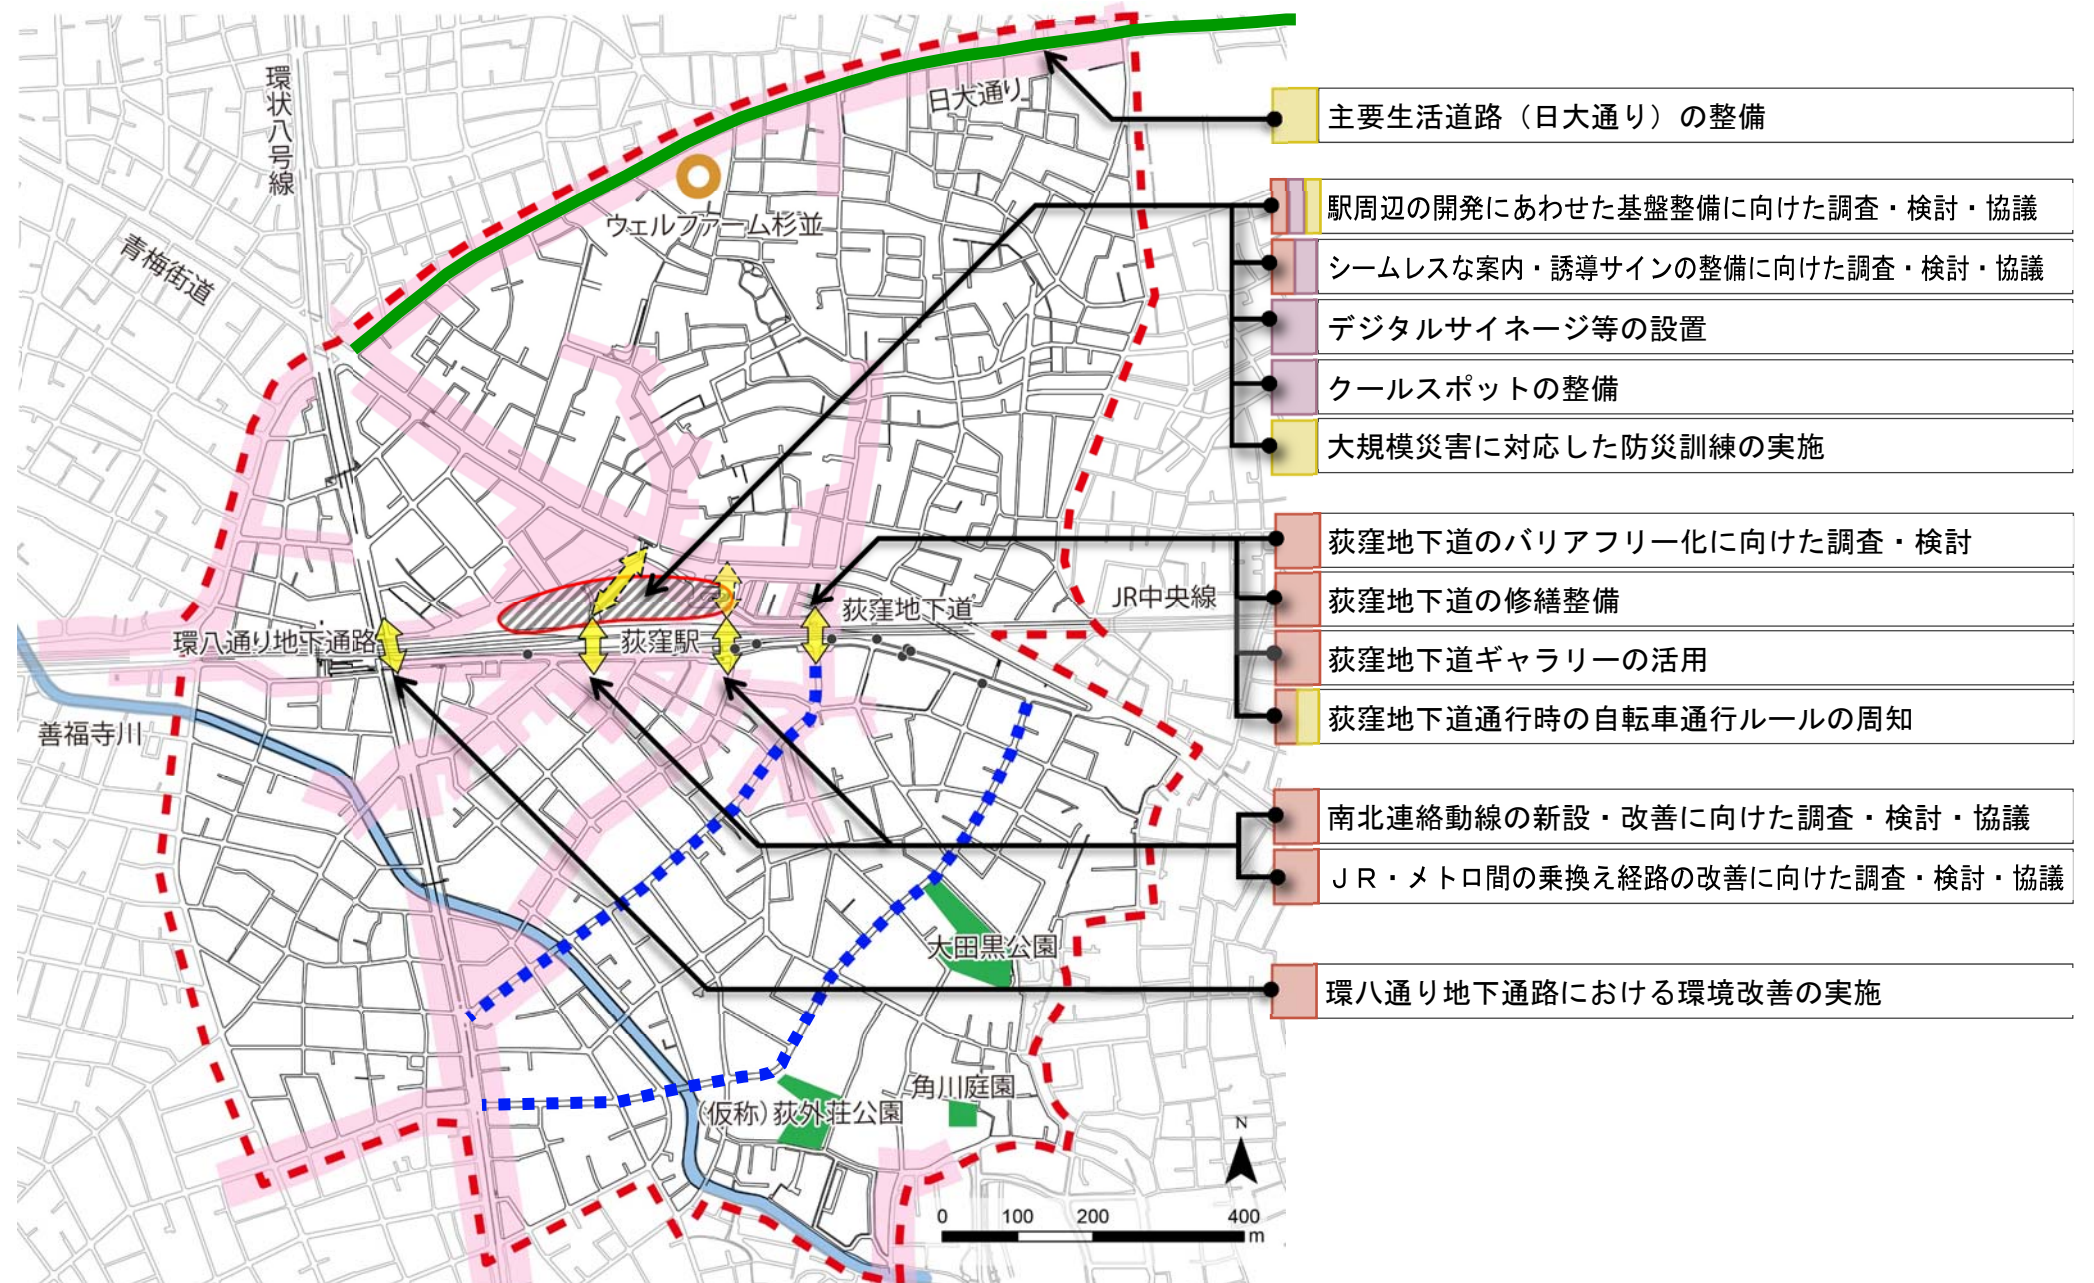 環状八号線
日大通り
ウェルファーム杉並
青梅街道
荻窪地下道
JR中央線
環八通り地下通路
荻窪駅
善福寺川
大田黒公園
角川庭園
(仮称)荻外荘公園
N
0 100 200 400
m
主要生活道路（日大通り）の整備
駅周辺の開発にあわせた基盤整備に向けた調査・検討・協議
シームレスな案内・誘導サインの整備に向けた調査・検討・協議
デジタルサイネージ等の設置
クールスポットの整備
大規模災害に対応した防災訓練の実施
荻窪地下道のバリアフリー化に向けた調査・検討
荻窪地下道の修繕整備
荻窪地下道ギャラリーの活用
荻窪地下道通行時の自転車通行ルールの周知
南北連絡動線の新設・改善に向けた調査・検討・協議
ＪＲ・メトロ間の乗換え経路の改善に向けた調査・検討・協議
環八通り地下通路における環境改善の実施